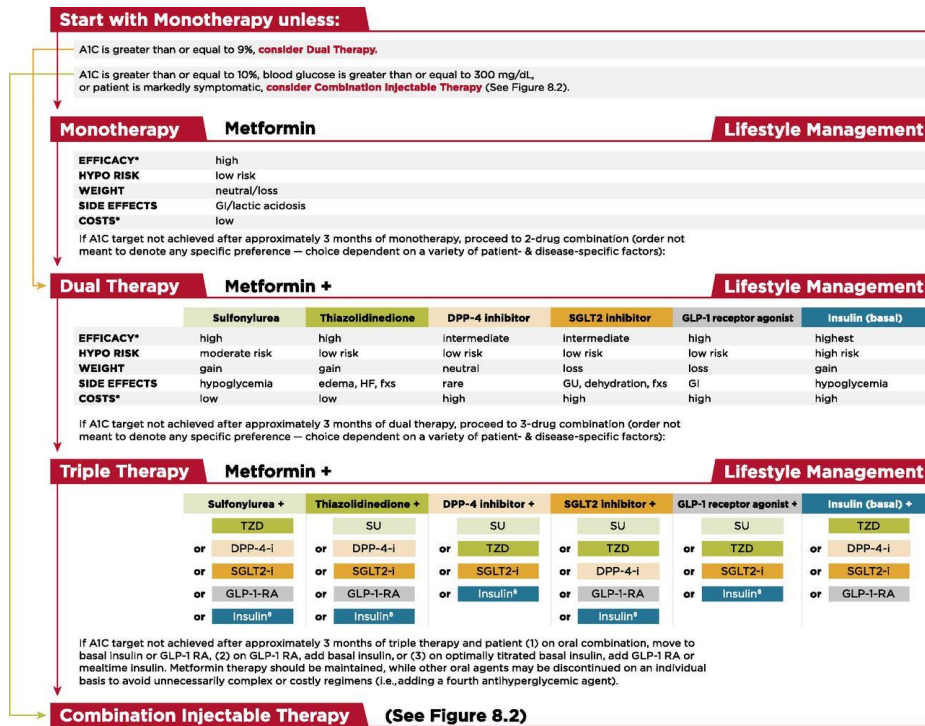 Start with Monotherapy unless:
A1C is greater than or equal to 9%, consider Dual Therapy.
A1C is greater than or equal to 10%, blood glucose is greater than or equal to 300 mg/dL,
or patient is markedly symptomatic, consider Combination Injectable Therapy (See Figure 8.2).
Monotherapy Metformin Lifestyle Management
EFFICACY* high
HYPO RISK low risk
WEIGHT neutral/loss
SIDE EFFECTS GI/lactic acidosis
COSTS* low
If A1C target not achieved after approximately 3 months of monotherapy, proceed to 2-drug combination (order not
meant to denote any specific preference — choice dependent on a variety of patient- & disease-specific factors):
Dual Therapy Metformin + Lifestyle Management
Sulfonylurea Thiazolidinedione DPP-4 inhibitor SGLT2 inhibitor GLP-1 receptor agonist Insulin (basal)
EFFICACY* high high intermediate intermediate high highest
HYPO RISK moderate risk low risk low risk low risk low risk high risk
WEIGHT gain gain neutral loss loss gain
SIDE EFFECTS hypoglycemia edema, HF, fxs rare GU, dehydration, fxs GI hypoglycemia
COSTS* low low high high high high
If A1C target not achieved after approximately 3 months of dual therapy, proceed to 3-drug combination (order not
meant to denote any specific preference — choice dependent on a variety of patient- & disease-specific factors):
Triple Therapy Metformin + Lifestyle Management
Sulfonylurea + Thiazolidinedione + DPP-4 inhibitor + SGLT2 inhibitor + GLP-1 receptor agonist + Insulin (basal) +
TZD SU SU SU SU TZD
or DPP-4-i or DPP-4-i or TZD or TZD or TZD or DPP-4-i
or SGLT2-i or SGLT2-i or SGLT2-i or DPP-4-i or SGLT2-i or SGLT2-i
or GLP-1-RA or GLP-1-RA or Insulin§ or GLP-1-RA or Insulin§ or GLP-1-RA
or Insulin§ or Insulin§ or Insulin§
If A1C target not achieved after approximately 3 months of triple therapy and patient (1) on oral combination, move to
basal insulin or GLP-1 RA, (2) on GLP-1 RA, add basal insulin, or (3) on optimally titrated basal insulin, add GLP-1 RA or
mealtime insulin. Metformin therapy should be maintained, while other oral agents may be discontinued on an individual
basis to avoid unnecessarily complex or costly regimens (i.e., adding a fourth antihyperglycemic agent).
Combination Injectable Therapy (See Figure 8.2)